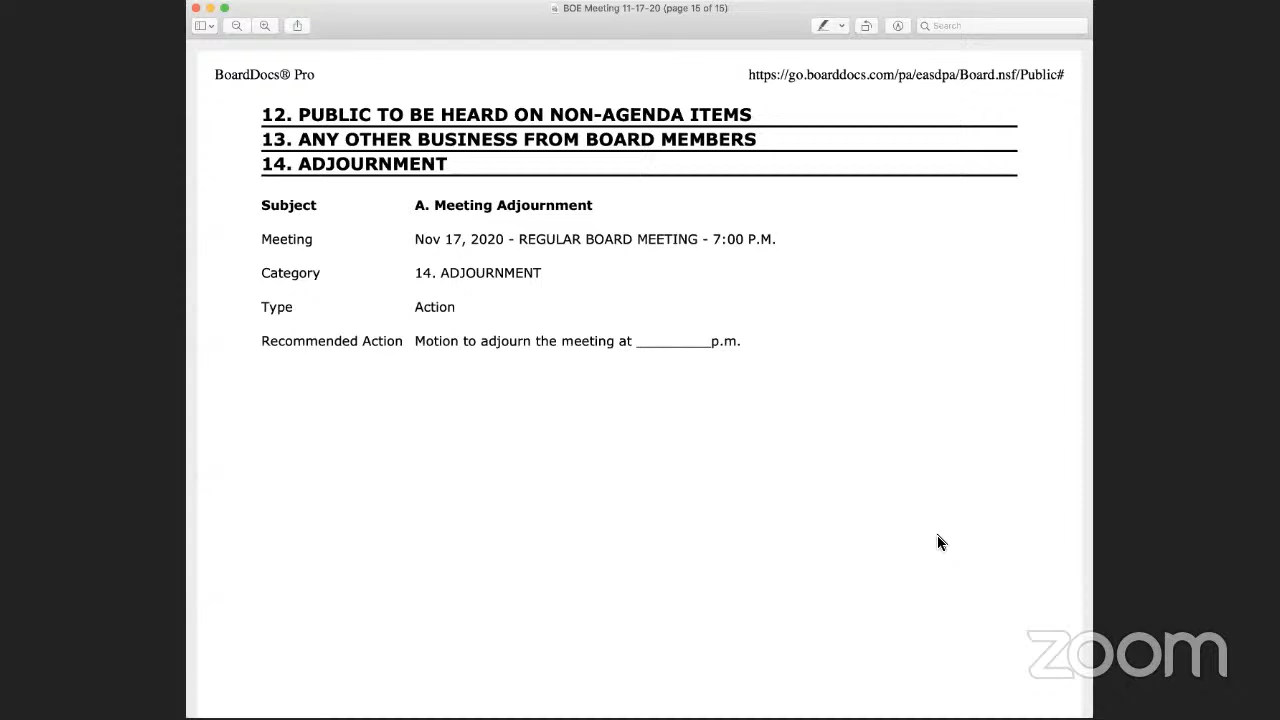 BOE Meeting 11-17-20 (page 15 of 15)
Search
BoardDocs® Pro
https://go.boarddocs.com/pa/easdpa/Board.nsf/Public#
12. PUBLIC TO BE HEARD ON NON-AGENDA ITEMS
13. ANY OTHER BUSINESS FROM BOARD MEMBERS
14. ADJOURNMENT
Subject A. Meeting Adjournment
Meeting Nov 17, 2020 - REGULAR BOARD MEETING - 7:00 P.M.
Category 14. ADJOURNMENT
Type Action
Recommended Action Motion to adjourn the meeting at __________p.m.
zoom